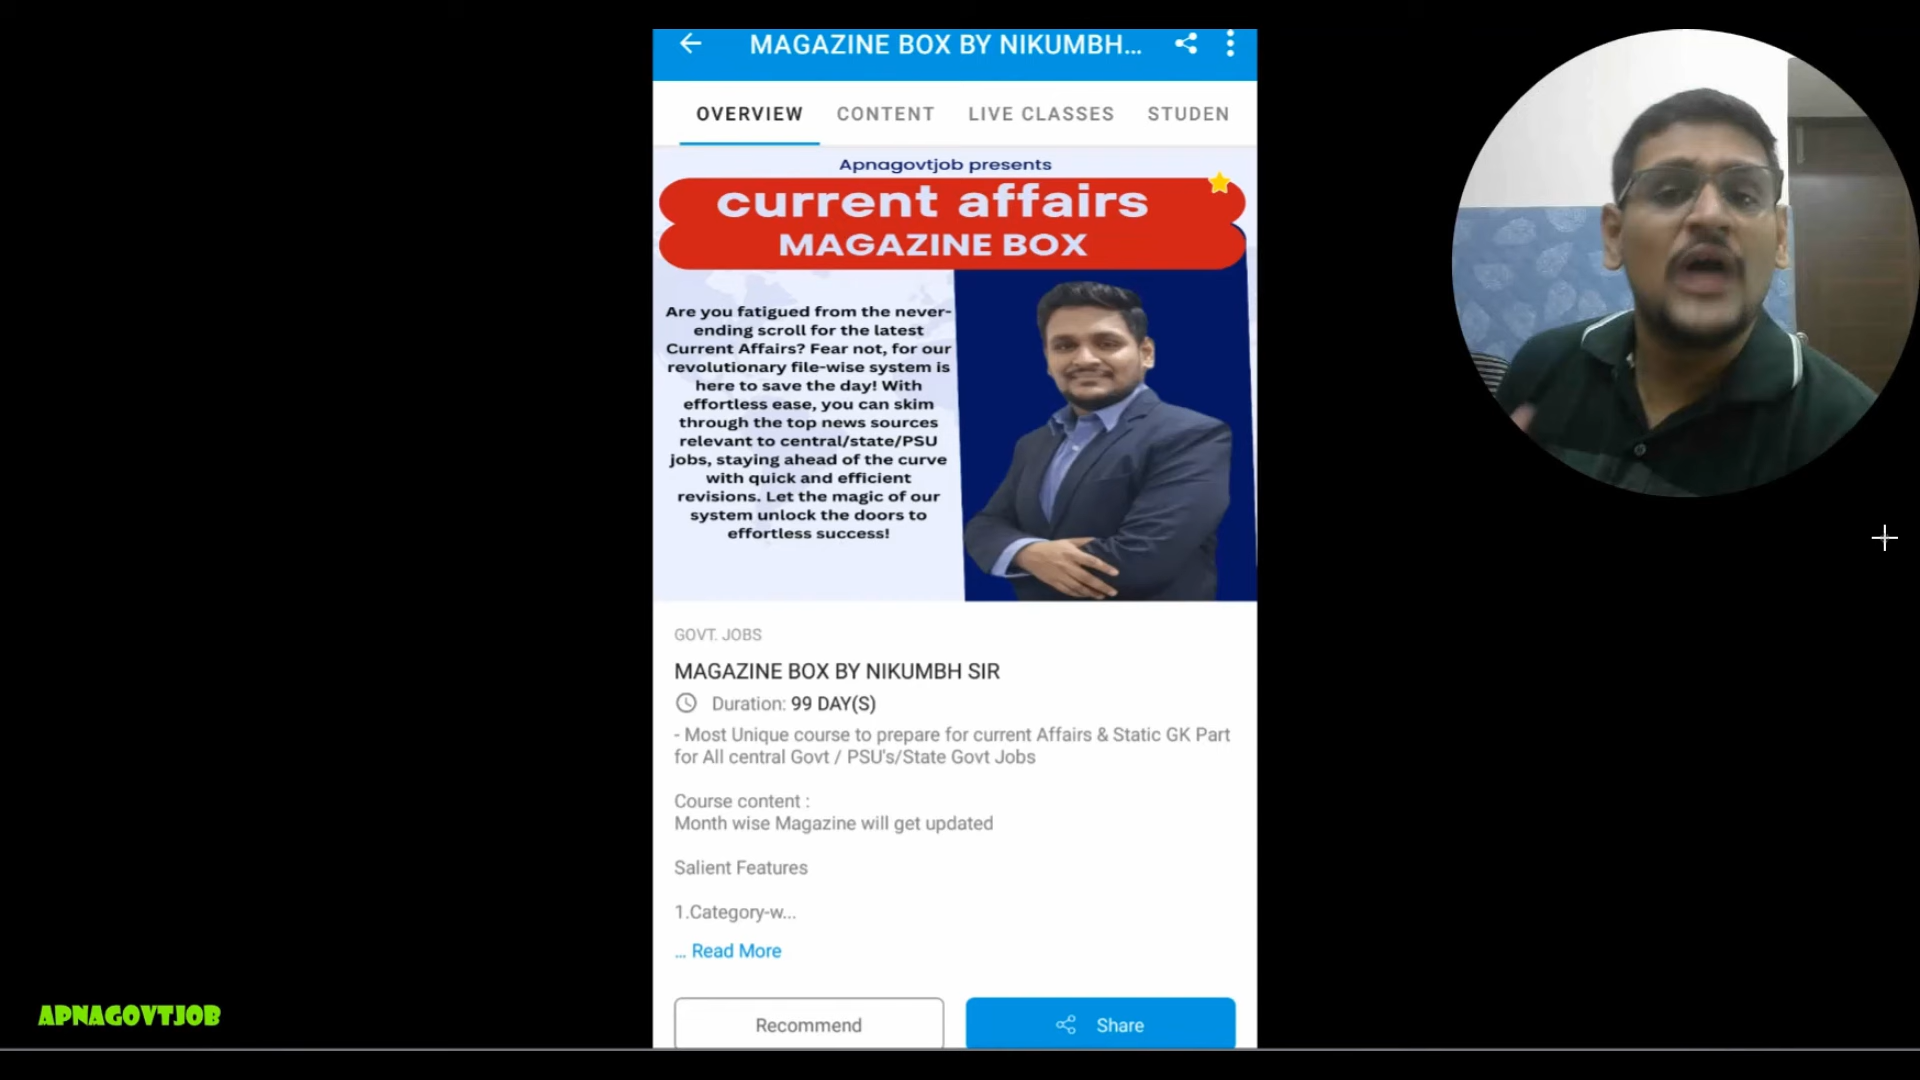 MAGAZINE BOX BY NIKUMBH...
OVERVIEW CONTENT LIVE CLASSES STUDEN
Apnagovtjob presents
current affairs
MAGAZINE BOX
Are you fatigued from the never-
ending scroll for the latest
Current Affairs? Fear not, for our
revolutionary file-wise system is
here to save the day! With
effortless ease, you can skim
through the top news sources
relevant to central/state/PSU
jobs, staying ahead of the curve
with quick and efficient
revisions. Let the magic of our
system unlock the doors to
effortless success!
GOVT. JOBS
MAGAZINE BOX BY NIKUMBH SIR
Duration: 99 DAY(S)
- Most Unique course to prepare for current Affairs & Static GK Part
for All central Govt / PSU's/State Govt Jobs
Course content :
Month wise Magazine will get updated
Salient Features
1.Category-w...
... Read More
Recommend Share
APNAGOVTJOB